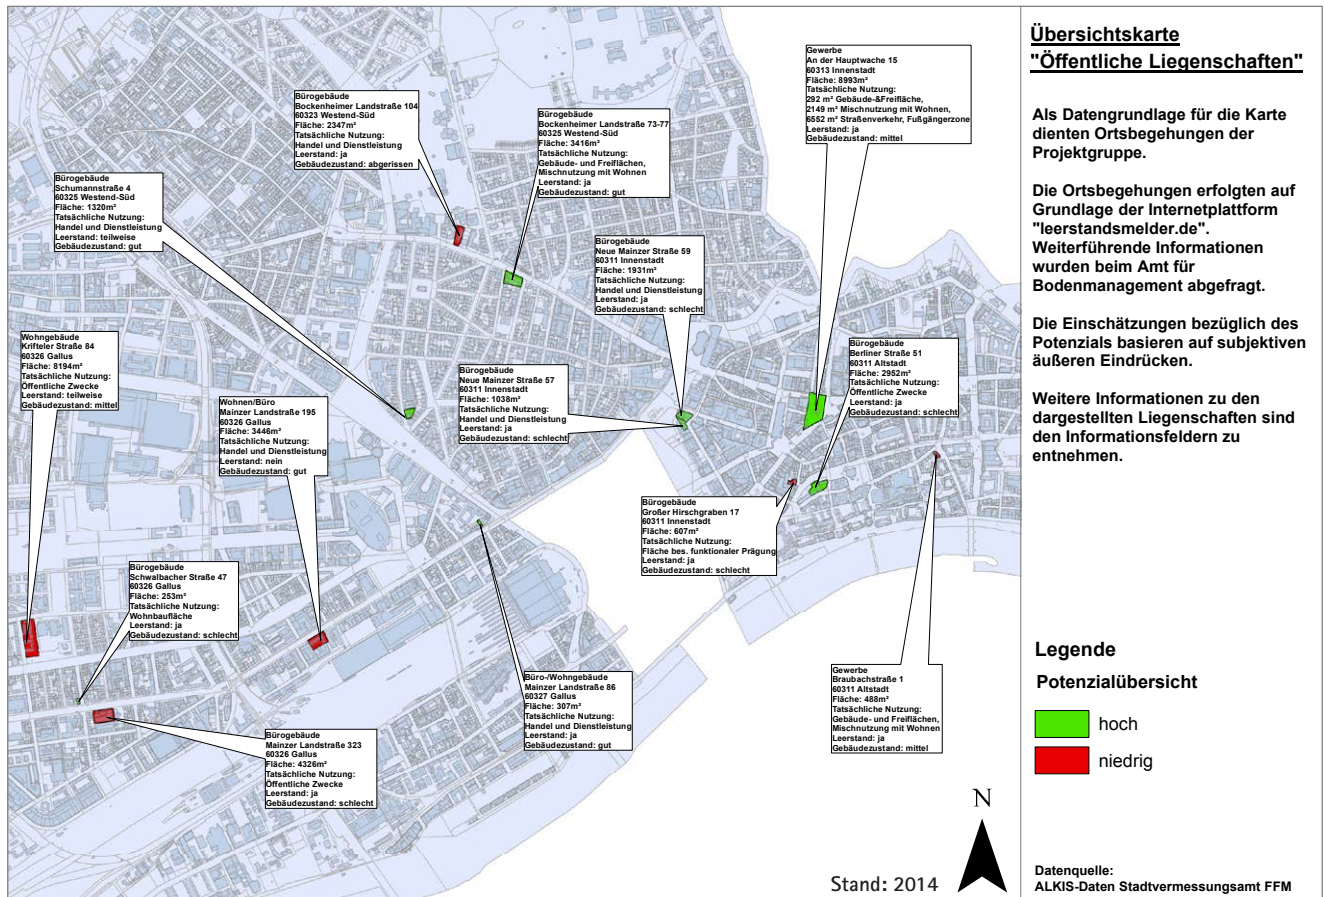 Übersichtskarte
"Öffentliche Liegenschaften"
Als Datengrundlage für die Karte
dienten Ortsbegehungen der
Projektgruppe.
Die Ortsbegehungen erfolgten auf
Grundlage der Internetplattform
"leerstandsmelder.de".
Weiterführende Informationen
wurden beim Amt für
Bodenmanagement abgefragt.
Die Einschätzungen bezüglich des
Potenzials basieren auf subjektiven
äußeren Eindrücken.
Weitere Informationen zu den
dargestellten Liegenschaften sind
den Informationsfeldern zu
entnehmen.
Legende
Potenzialübersicht
hoch
niedrig
Datenquelle:
ALKIS-Daten Stadtvermessungsamt FFM
Gewerbe
An der Hauptwache 15
60313 Innenstadt
Fläche: 8993m²
Tatsächliche Nutzung:
292 m² Gebäude-&Freifläche,
2149 m² Mischnutzung mit Wohnen,
6552 m² Straßenverkehr, Fußgängerzone
Leerstand: ja
Gebäudezustand: mittel
Bürogebäude
Bockenheimer Landstraße 104
60323 Westend-Süd
Fläche: 2347m²
Tatsächliche Nutzung:
Handel und Dienstleistung
Leerstand: ja
Gebäudezustand: abgerissen
Bürogebäude
Bockenheimer Landstraße 73-77
60325 Westend-Süd
Fläche: 3416m²
Tatsächliche Nutzung:
Gebäude- und Freiflächen,
Mischnutzung mit Wohnen
Leerstand: ja
Gebäudezustand: gut
Bürogebäude
Schumannstraße 4
60325 Westend-Süd
Fläche: 1320m²
Tatsächliche Nutzung:
Handel und Dienstleistung
Leerstand: teilweise
Gebäudezustand: gut
Bürogebäude
Neue Mainzer Straße 59
60311 Innenstadt
Fläche: 1931m²
Tatsächliche Nutzung:
Handel und Dienstleistung
Leerstand: ja
Gebäudezustand: schlecht
Wohngebäude
Krifteler Straße 84
60326 Gallus
Fläche: 8194m²
Tatsächliche Nutzung:
Öffentliche Zwecke
Leerstand: teilweise
Gebäudezustand: mittel
Bürogebäude
Berliner Straße 51
60311 Altstadt
Fläche: 2952m²
Tatsächliche Nutzung:
Öffentliche Zwecke
Leerstand: ja
Gebäudezustand: schlecht
Bürogebäude
Neue Mainzer Straße 57
60311 Innenstadt
Fläche: 1038m²
Tatsächliche Nutzung:
Handel und Dienstleistung
Leerstand: ja
Gebäudezustand: schlecht
Wohnen/Büro
Mainzer Landstraße 195
60326 Gallus
Fläche: 3446m²
Tatsächliche Nutzung:
Handel und Dienstleistung
Leerstand: nein
Gebäudezustand: gut
Bürogebäude
Großer Hirschgraben 17
60311 Innenstadt
Fläche: 607m²
Tatsächliche Nutzung:
Fläche bes. funktionaler Prägung
Leerstand: ja
Gebäudezustand: schlecht
Bürogebäude
Schwalbacher Straße 47
60326 Gallus
Fläche: 253m²
Tatsächliche Nutzung:
Wohnbaufläche
Leerstand: ja
Gebäudezustand: schlecht
Büro-/Wohngebäude
Mainzer Landstraße 86
60327 Gallus
Fläche: 307m²
Tatsächliche Nutzung:
Handel und Dienstleistung
Leerstand: ja
Gebäudezustand: gut
Gewerbe
Braubachstraße 1
60311 Altstadt
Fläche: 488m²
Tatsächliche Nutzung:
Gebäude- und Freiflächen,
Mischnutzung mit Wohnen
Leerstand: ja
Gebäudezustand: mittel
Bürogebäude
Mainzer Landstraße 323
60326 Gallus
Fläche: 4326m²
Tatsächliche Nutzung:
Öffentliche Zwecke
Leerstand: ja
Gebäudezustand: schlecht
N
Stand: 2014